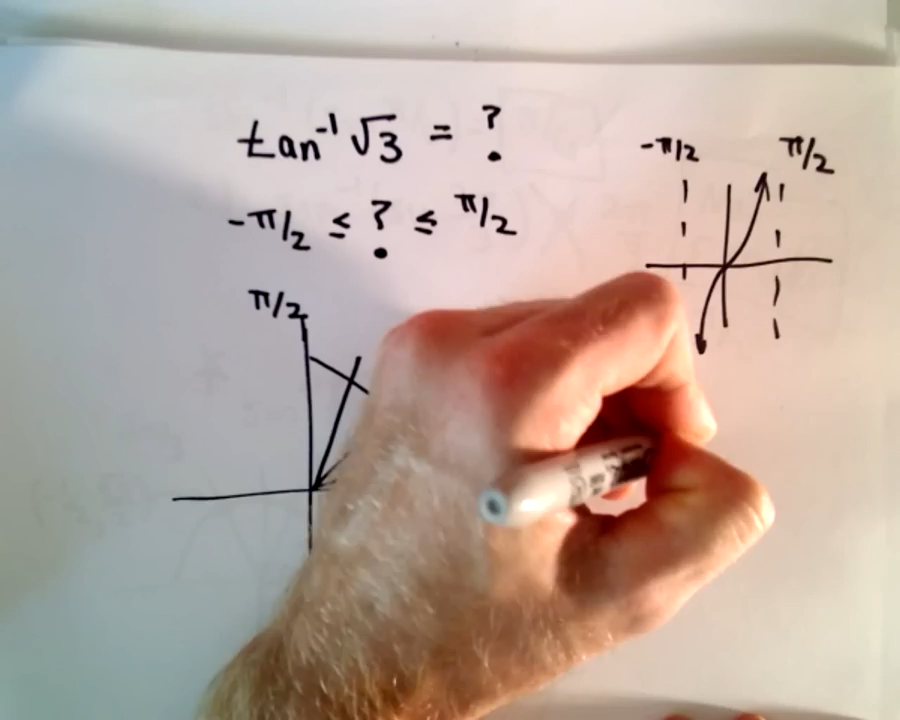 tan⁻¹ √3 = ?
-π/2 ≤ ? ≤ π/2
-π/2 π/2
π/2